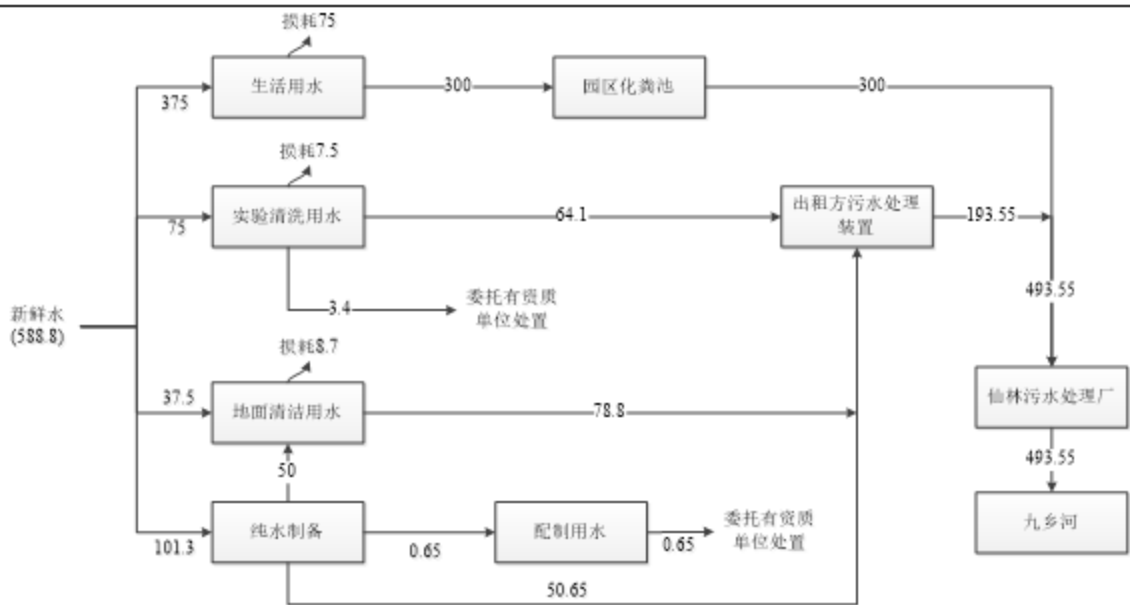 损耗75
生活用水
300
园区化粪池
300
375
损耗7.5
实验清洗用水
64.1
出租方污水处理
装置
193.55
75
3.4
委托有资质
单位处置
493.55
新鲜水
(588.8)
损耗8.7
37.5
地面清洁用水
78.8
仙林污水处理厂
50
493.55
纯水制备
配制用水
委托有资质
单位处置
九乡河
101.3
0.65
0.65
50.65